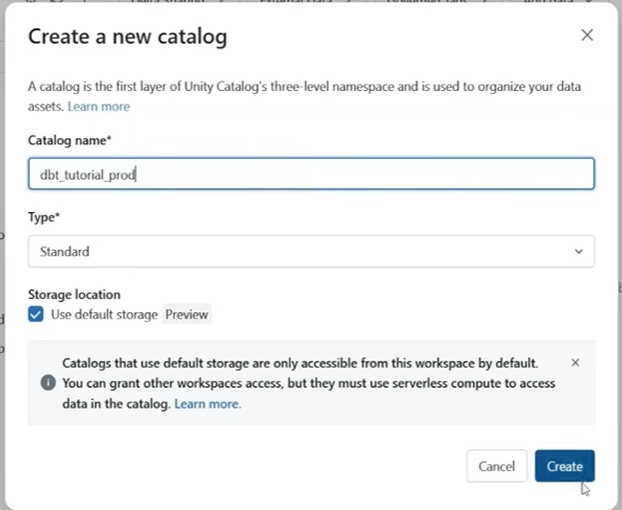 Create a new catalog
A catalog is the first layer of Unity Catalog's three-level namespace and is used to organize your data
assets. Learn more
Catalog name*
dbt_tutorial_prod
Type*
Standard
Storage location
Use default storage Preview
Catalogs that use default storage are only accessible from this workspace by default.
You can grant other workspaces access, but they must use serverless compute to access
data in the catalog. Learn more.
Cancel Create